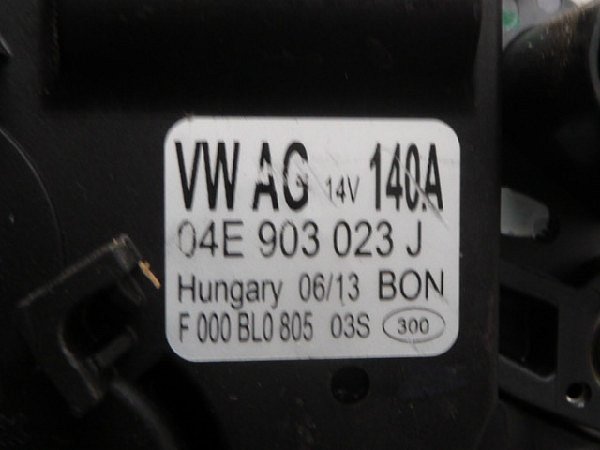 VW AG 14V 140A
04E 903 023 J
Hungary 06/13 BON
F 000 BL0 805 03S 300